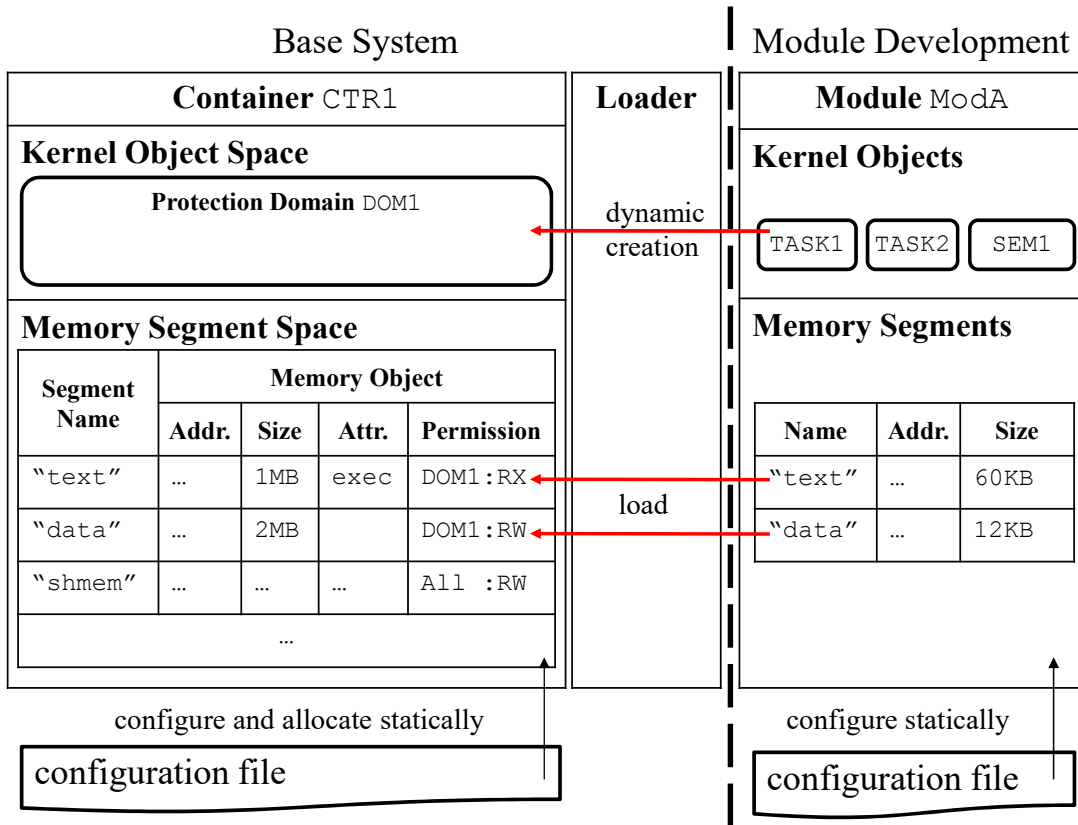 Base System
Module Development
Container CTR1
Loader
Module ModA
Kernel Object Space
Kernel Objects
Protection Domain DOM1
dynamic
creation
TASK1
TASK2
SEM1
Memory Segment Space
Memory Segments
Segment
Name
Memory Object
Addr.
Size
Attr.
Permission
Name
Addr.
Size
“text”
…
1MB
exec
DOM1:RX
“text”
…
60KB
load
“data”
…
2MB
DOM1:RW
“data”
…
12KB
“shmem”
…
…
…
All :RW
…
configure and allocate statically
configure statically
configuration file
configuration file